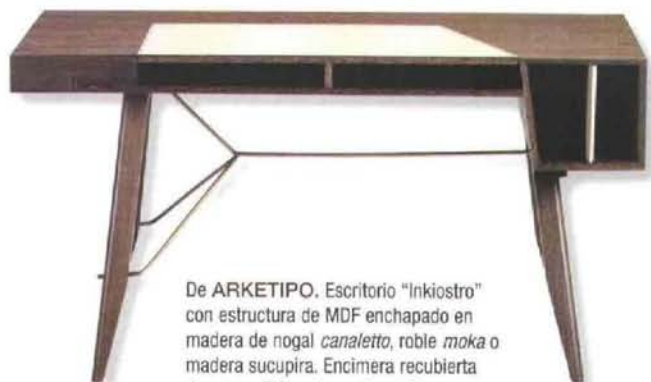 De ARKETIPO. Escritorio "Inkiostro"
con estructura de MDF enchapado en
madera de nogal canaletto, roble moka o
madera sucupira. Encimera recubierta